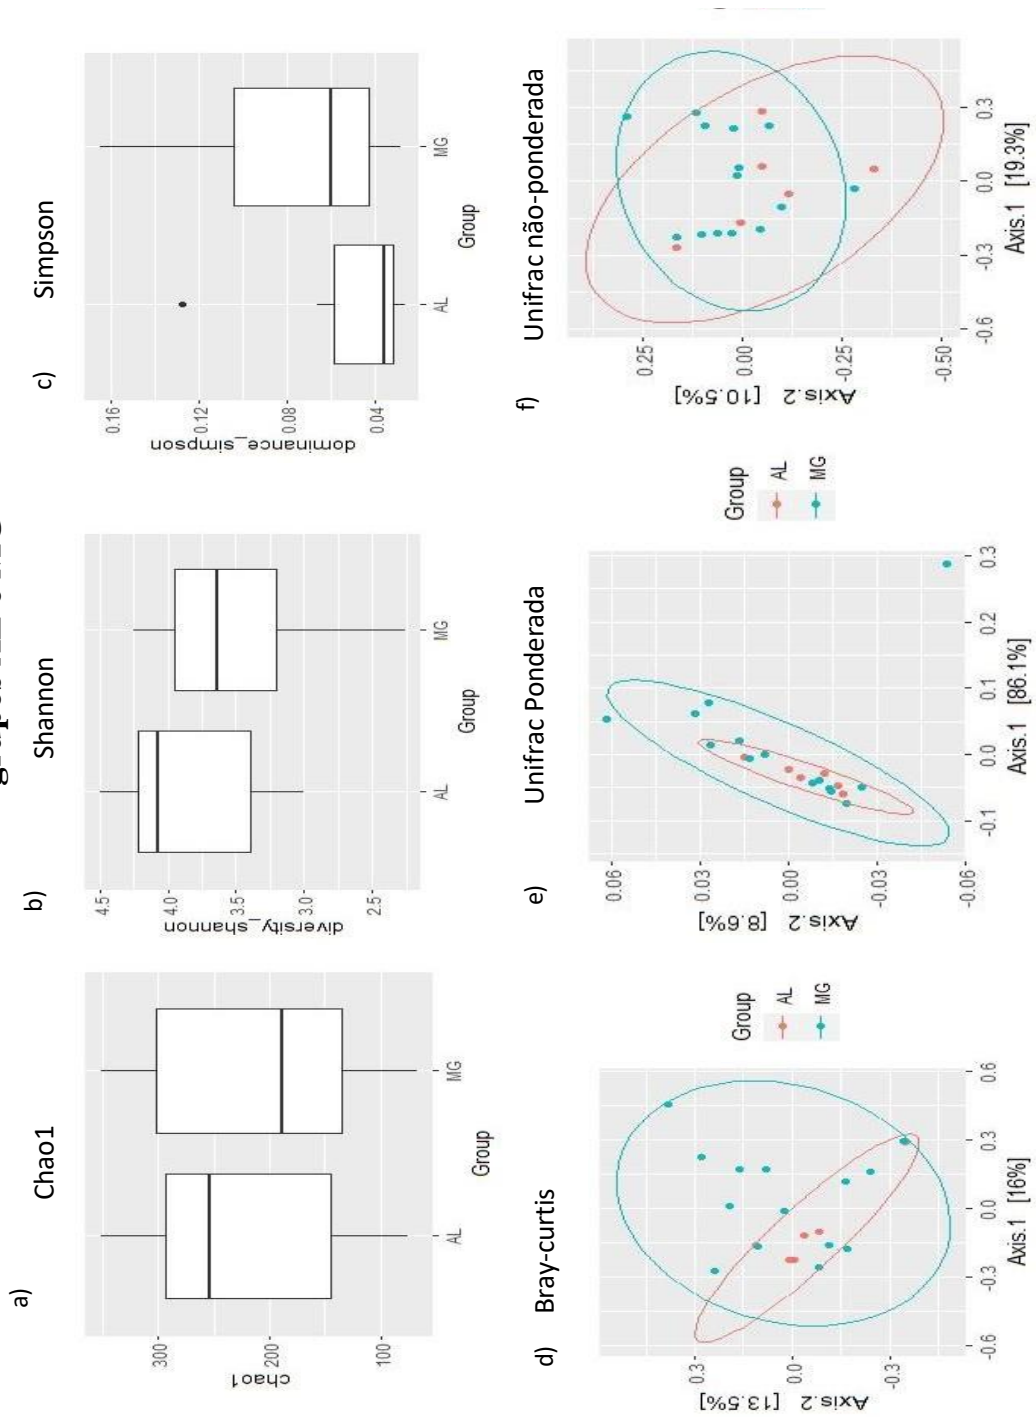 a)
Chao1
300
200
100
chao1
AL
MG
Group
b)
Shannon
4.5
4.0
3.5
3.0
2.5
diversity_shannon
AL
MG
Group
c)
Simpson
0.16
0.12
0.08
0.04
dominance_simpson
AL
MG
Group
d)
Bray-curtis
0.3
0.0
-0.3
Axis.2 [13.5%]
-0.6
-0.3
0.0
0.3
0.6
Axis.1 [16%]
Group
AL
MG
e)
Unifrac Ponderada
0.06
0.03
0.00
-0.03
-0.06
Axis.2 [8.6%]
-0.1
0.0
0.1
0.2
0.3
Axis.1 [86.1%]
Group
AL
MG
f)
Unifrac não-ponderada
0.25
0.00
-0.25
-0.50
Axis.2 [10.5%]
-0.6
-0.3
0.0
0.3
Axis.1 [19.3%]